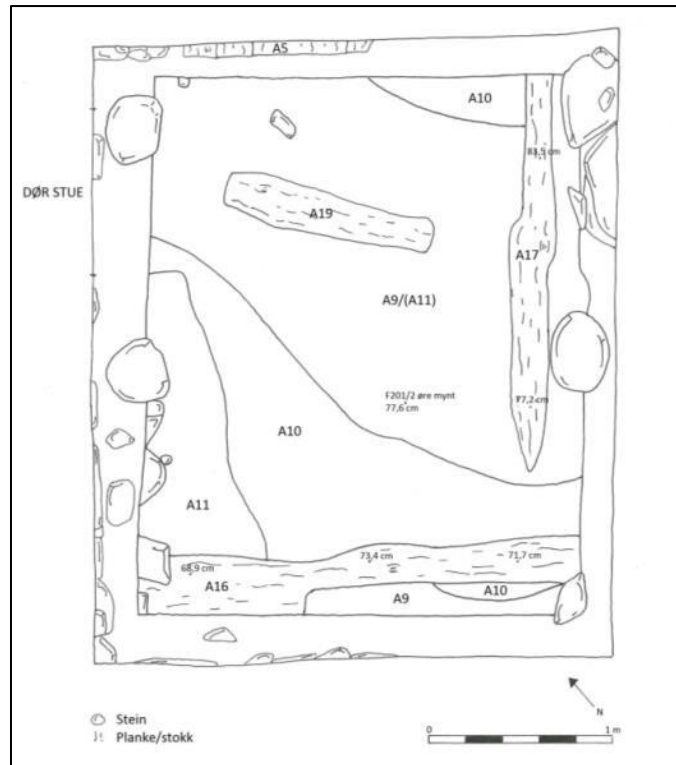 A5
A10
83,5 cm
DØR STUE
A19
A17
A9/(A11)
F201/2 øre mynt
77,6 cm
77,2 cm
A10
A11
73,4 cm
71,7 cm
68,9 cm
A16
A9
A10
N
Stein
Planke/stokk
0
1 m